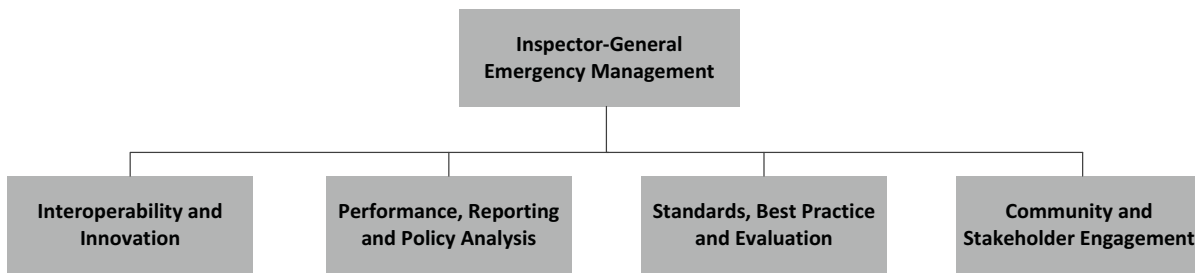 Inspector-General
Emergency Management
Interoperability and
Innovation
Performance, Reporting
and Policy Analysis
Standards, Best Practice
and Evaluation
Community and
Stakeholder Engagement